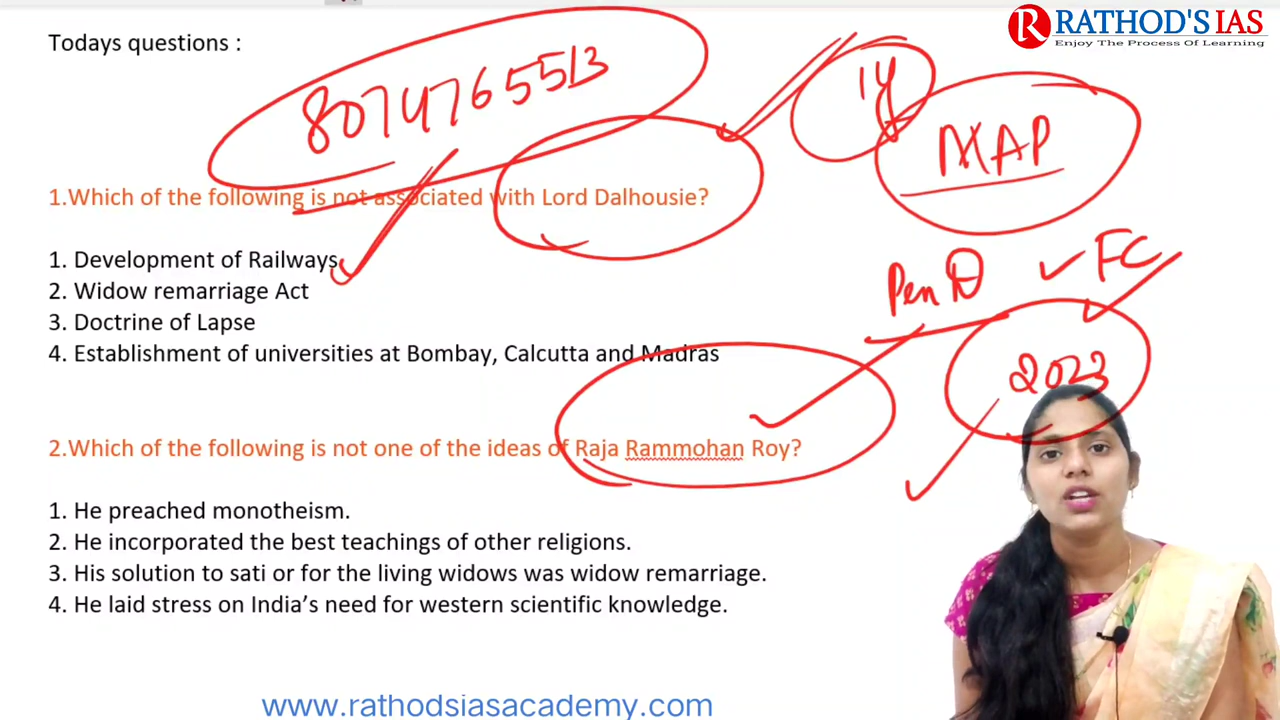 RATHOD'S IAS
Enjoy The Process Of Learning
Todays questions :
8074765513
1y
MAP
1.Which of the following is not associated with Lord Dalhousie?
1. Development of Railways
2. Widow remarriage Act
3. Doctrine of Lapse
4. Establishment of universities at Bombay, Calcutta and Madras
Pen D
FC
2023
2.Which of the following is not one of the ideas of Raja Rammohan Roy?
1. He preached monotheism.
2. He incorporated the best teachings of other religions.
3. His solution to sati or for the living widows was widow remarriage.
4. He laid stress on India's need for western scientific knowledge.
www.rathodsiasacademy.com